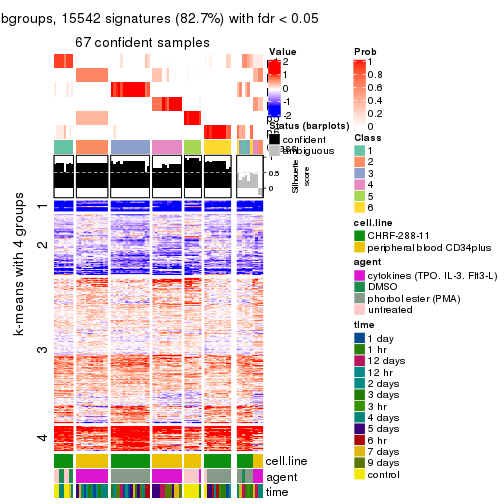 bgroups, 15542 signatures (82.7%) with fdr < 0.05
67 confident samples
k-means with 4 groups
1
2
3
4
Value
2
1
0
-1
-2
Status (barplots)
confident
ambiguous
1
0.5
0
Silhouette
score
Prob
1
0.8
0.6
0.4
0.2
0
Class
1
2
3
4
5
6
cell.line
CHRF-288-11
peripheral blood CD34plus
agent
cytokines (TPO. IL-3. Flt3-L)
DMSO
phorbol ester (PMA)
untreated
time
1 day
1 hr
12 days
12 hr
2 days
3 days
3 hr
4 days
5 days
6 hr
7 days
9 days
control
cell.line
agent
time